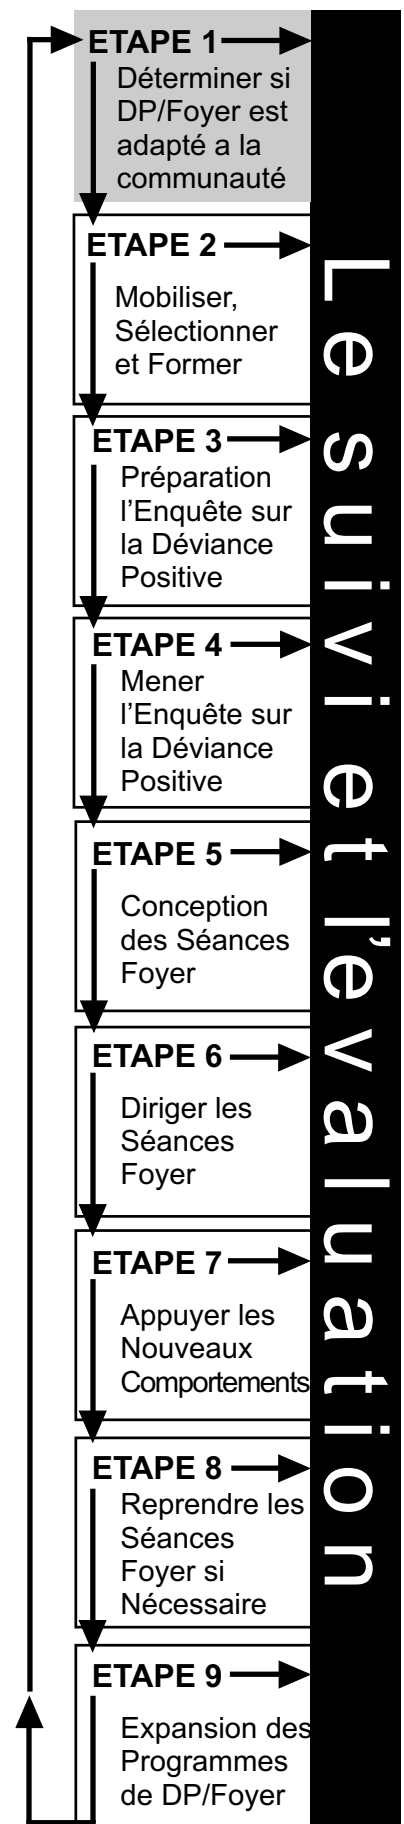 ETAPE 1
Déterminer si
DP/Foyer est
adapté a la
communauté
ETAPE 2
Mobiliser,
Sélectionner
et Former
ETAPE 3
Préparation
l’Enquête sur
la Déviance
Positive
ETAPE 4
Mener
l’Enquête sur
la Déviance
Positive
ETAPE 5
Conception
des Séances
Foyer
ETAPE 6
Diriger les
Séances
Foyer
ETAPE 7
Appuyer les
Nouveaux
Comportements
ETAPE 8
Reprendre les
Séances
Foyer si
Nécessaire
ETAPE 9
Expansion des
Programmes
de DP/Foyer
Le suivi et l’evaluation